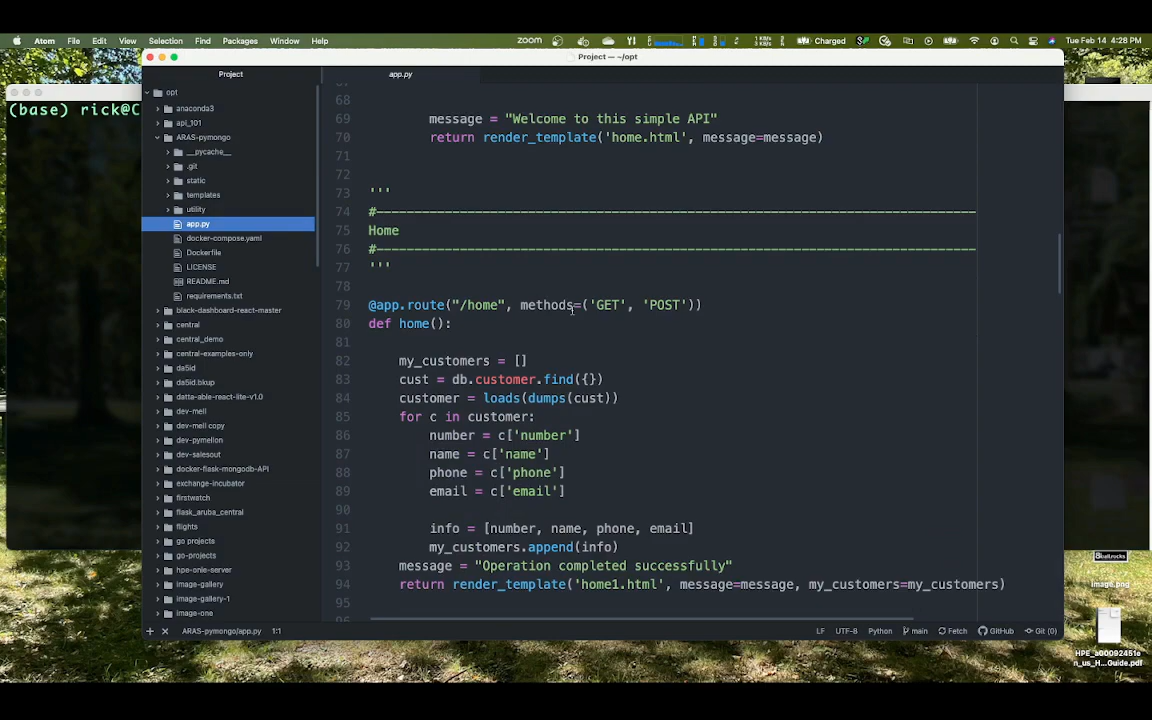 Atom File Edit View Selection Find Packages Window Help zoom Charged Tue Feb 14 4:28 PM
Project — ~/opt
Project
app.py
(base) rick@C
opt
anaconda3
api_101
ARAS-pymongo
__pycache__
.git
static
templates
utility
app.py
docker-compose.yaml
Dockerfile
LICENSE
README.md
requirements.txt
black-dashboard-react-master
central
central_demo
central-examples-only
da5id
da5id.bkup
datta-able-react-lite-v1.0
dev-mell
dev-mell copy
dev-pymellon
dev-salesout
docker-flask-mongodb-API
exchange-incubator
firstwatch
flask_aruba_central
flights
go projects
go-projects
hpe-onle-server
image-gallery
image-gallery-1
image-one
68
69 message = "Welcome to this simple API"
70 return render_template('home.html', message=message)
71
72
73 '''
74 #------------------------------------------------------------------------------
75 Home
76 #------------------------------------------------------------------------------
77 '''
78
79 @app.route("/home", methods=('GET', 'POST'))
80 def home():
81
82 my_customers = []
83 cust = db.customer.find({})
84 customer = loads(dumps(cust))
85 for c in customer:
86 number = c['number']
87 name = c['name']
88 phone = c['phone']
89 email = c['email']
90
91 info = [number, name, phone, email]
92 my_customers.append(info)
93 message = "Operation completed successfully"
94 return render_template('home1.html', message=message, my_customers=my_customers)
95
ARAS-pymongo/app.py 1:1 LF UTF-8 Python main Fetch GitHub Git (0)
image.png
HPE_a00092451e
n_us_H...Guide.pdf